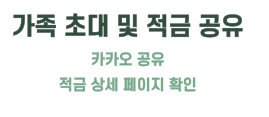 가족 초대 및 적금 공유
카카오 공유
적금 상세 페이지 확인